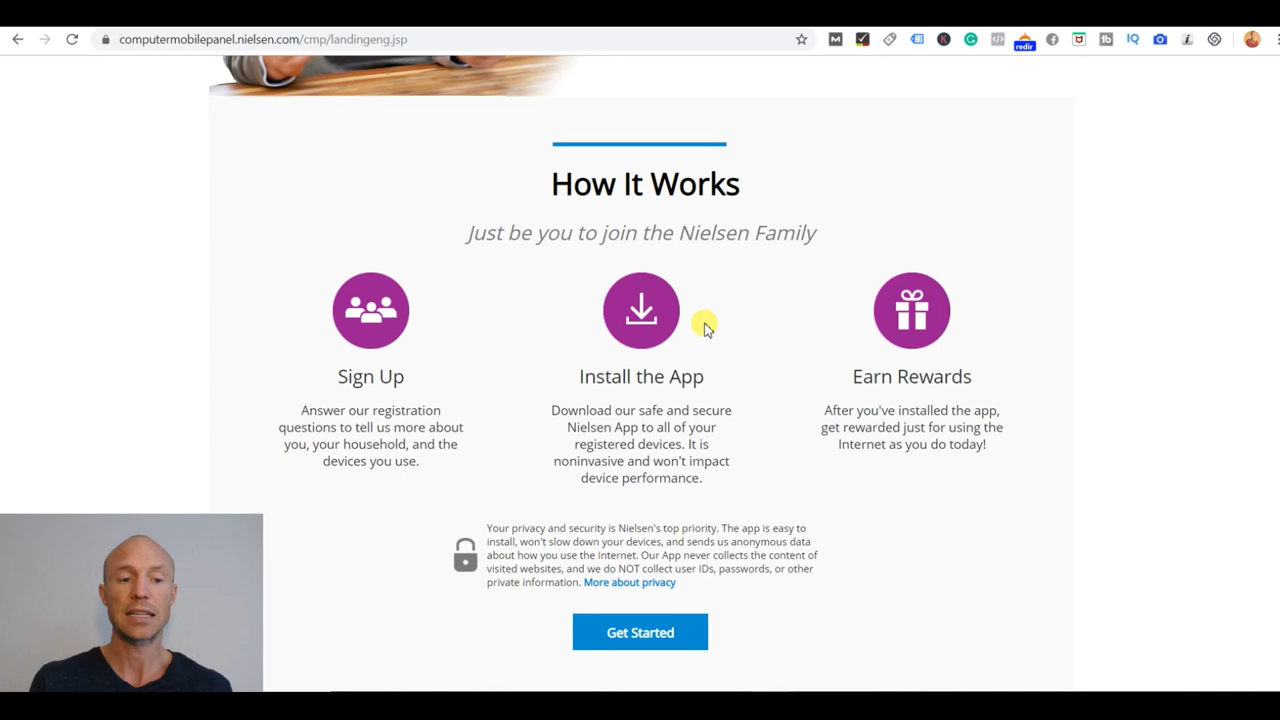 computermobilepanel.nielsen.com/cmp/landingeng.jsp
redir
How It Works
Just be you to join the Nielsen Family
Sign Up
Answer our registration
questions to tell us more about
you, your household, and the
devices you use.
Install the App
Download our safe and secure
Nielsen App to all of your
registered devices. It is
noninvasive and won't impact
device performance.
Earn Rewards
After you've installed the app,
get rewarded just for using the
Internet as you do today!
Your privacy and security is Nielsen's top priority. The app is easy to
install, won't slow down your devices, and sends us anonymous data
about how you use the Internet. Our App never collects the content of
visited websites, and we do NOT collect user IDs, passwords, or other
private information. More about privacy
Get Started